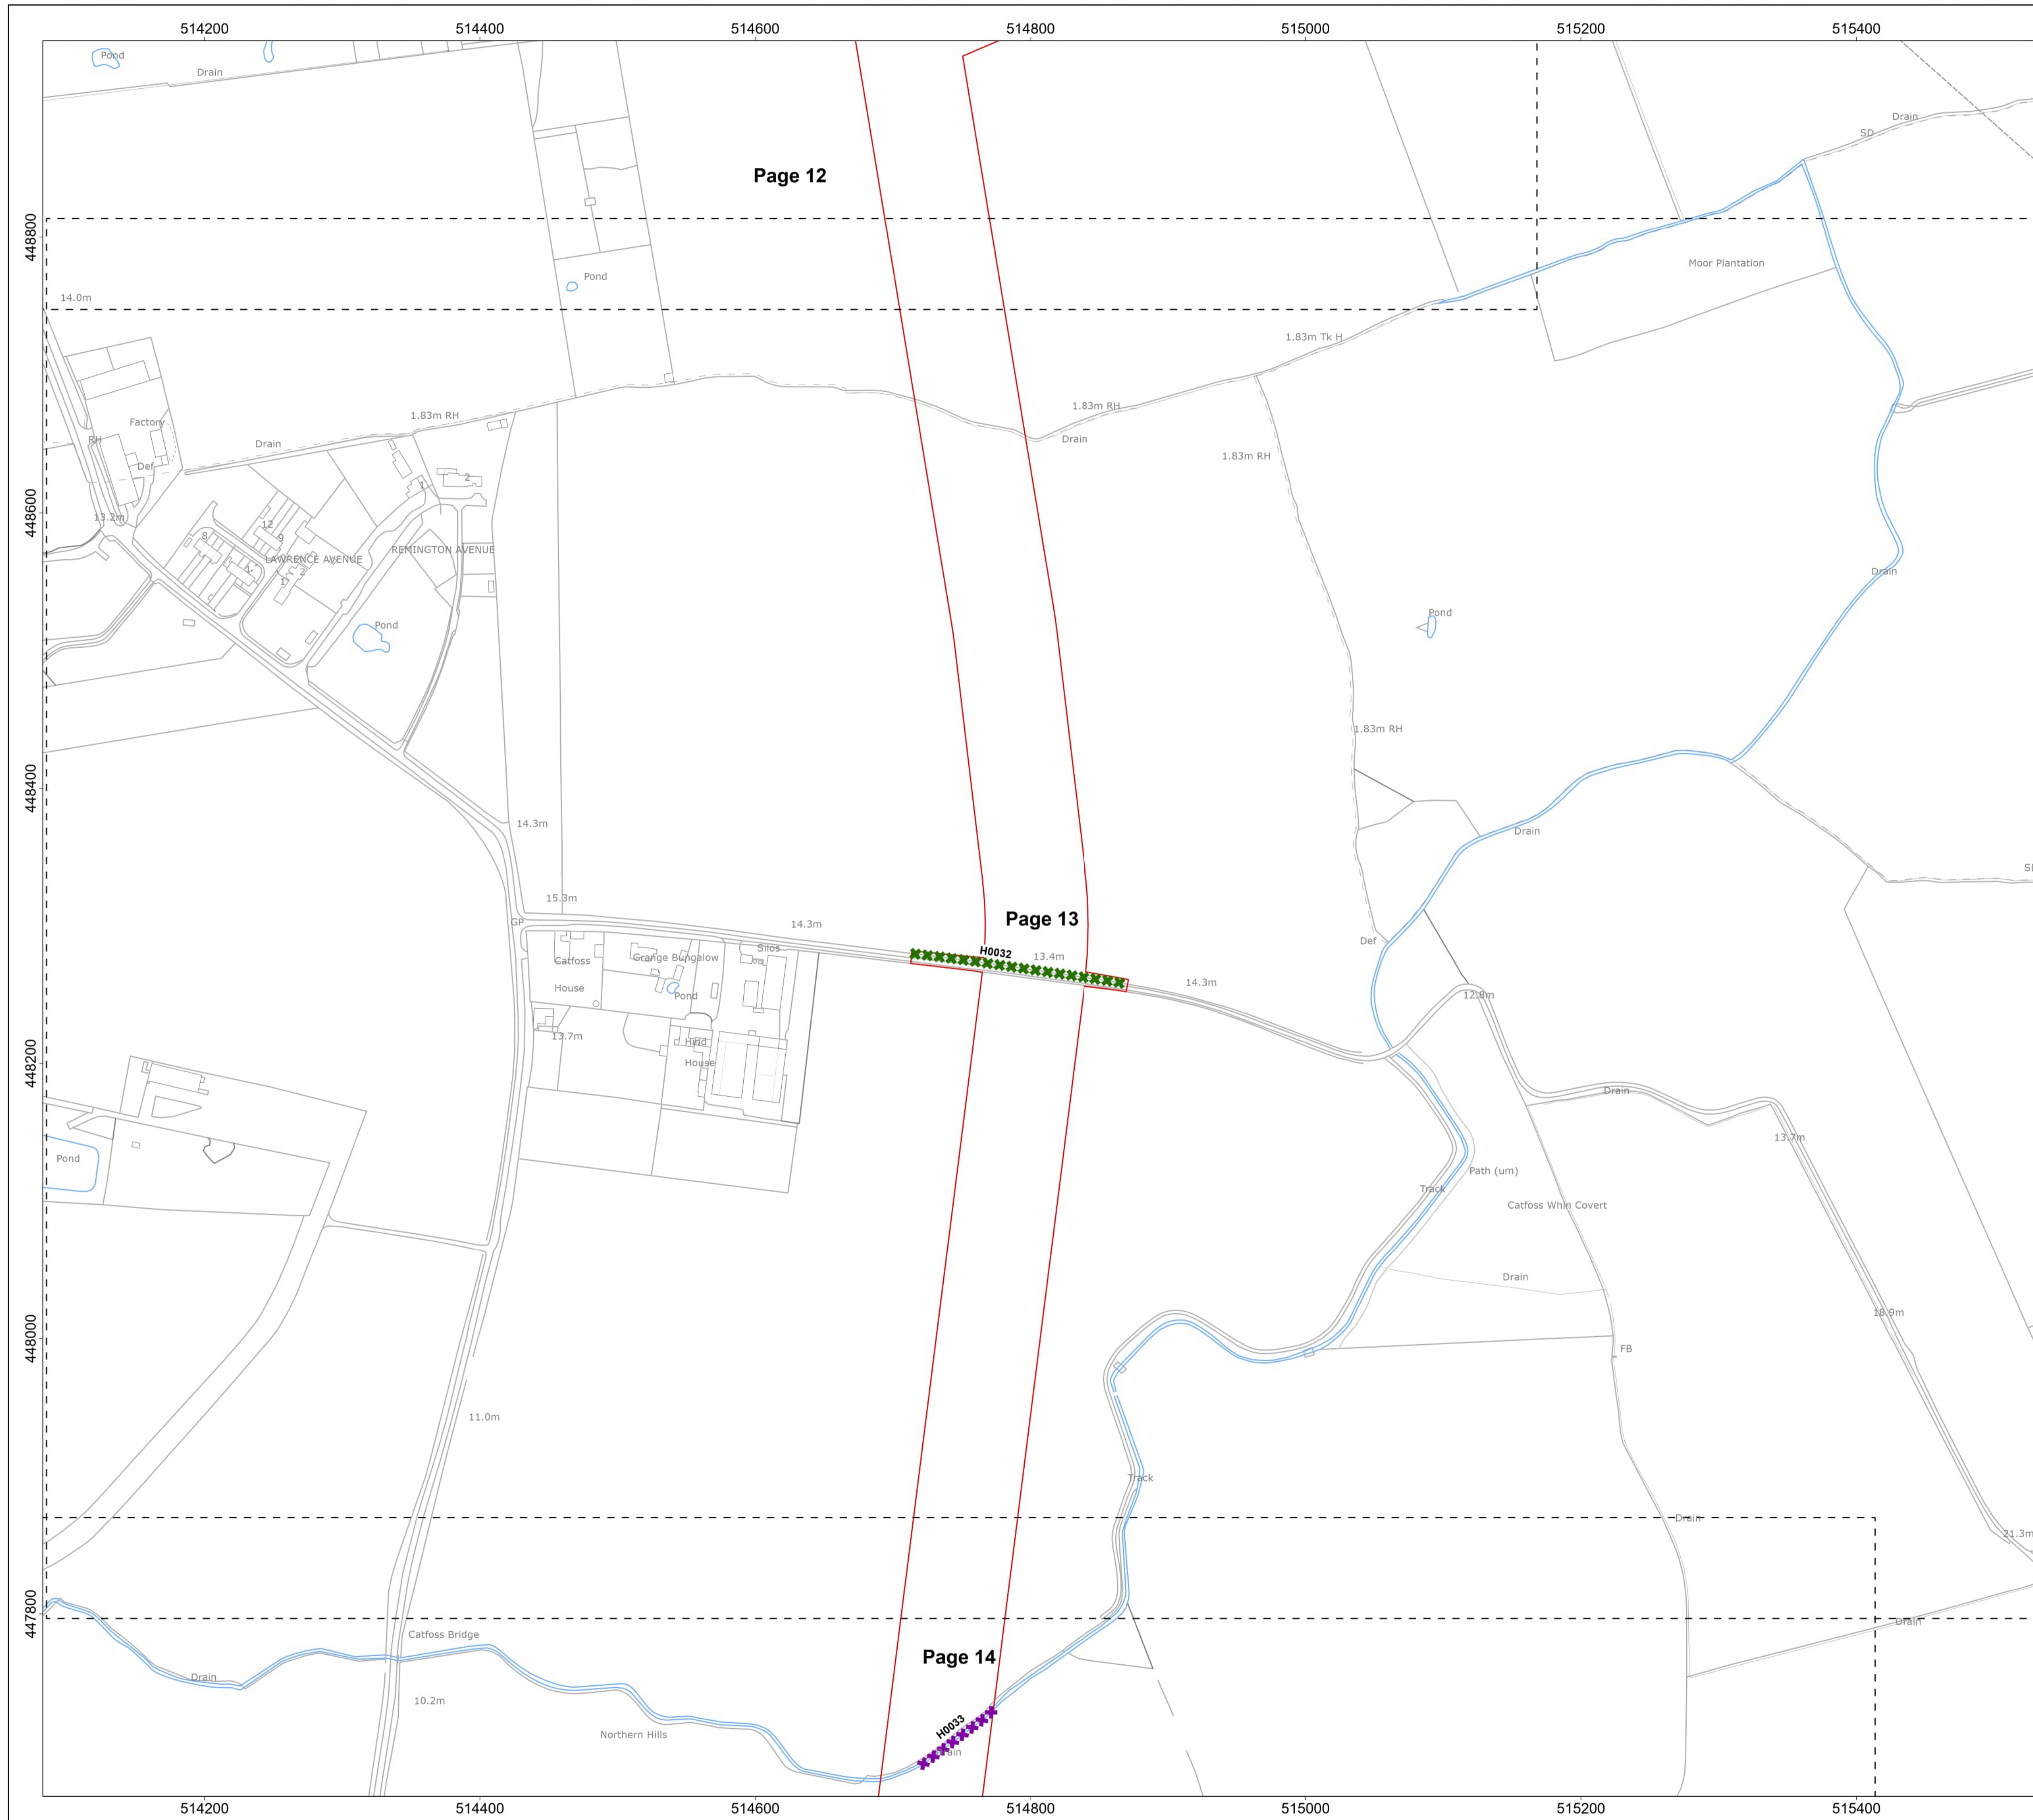 514200 514400 514600 514800 515000 515200 515400
Pond
Drain
Drain
SD
Page 12
448800
Moor Plantation
Pond
14.0m
1.83m Tk H
1.83m RH
1.83m RH
Factory
RH
Drain
Drain
1.83m RH
Def
2
1
448600
13.2m
12
8
9
REMINGTON AVENUE
LAWRENCE AVENUE
1
2
1
Drain
Pond
Pond
1.83m RH
448400
14.3m
Drain
15.3m
Page 13
GP
14.3m
Def
Silos
H0032
Catfoss
Grange Bungalow
13.4m
14.3m
House
Pond
12.8m
13.7m
Hind
House
448200
Drain
13.7m
Pond
Path (um)
Track
Catfoss Whin Covert
Drain
18.9m
448000
FB
11.0m
Track
Drain
21.3m
447800
Drain
Catfoss Bridge
Page 14
Drain
10.2m
H0033
Northern Hills
514200 514400 514600 514800 515000 515200 515400